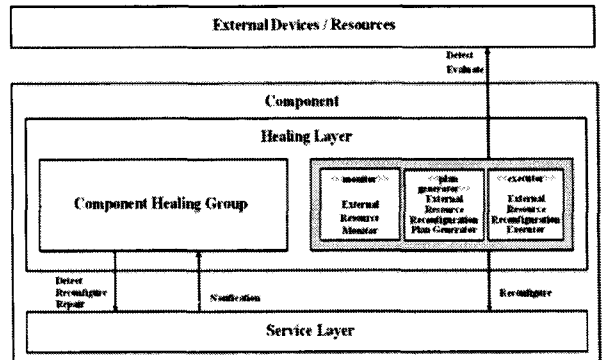 External Devices / Resources
Detect
Evaluate
Component
Healing Layer
Component Healing Group
<<monitor>>
External
Resource
Monitor
<<plan
generator>>
External
Resource
Reconfiguration
Plan Generator
<<executor>>
External
Resource
Reconfiguration
Executor
Detect
Reconfigure
Repair
Notification
Reconfigure
Service Layer